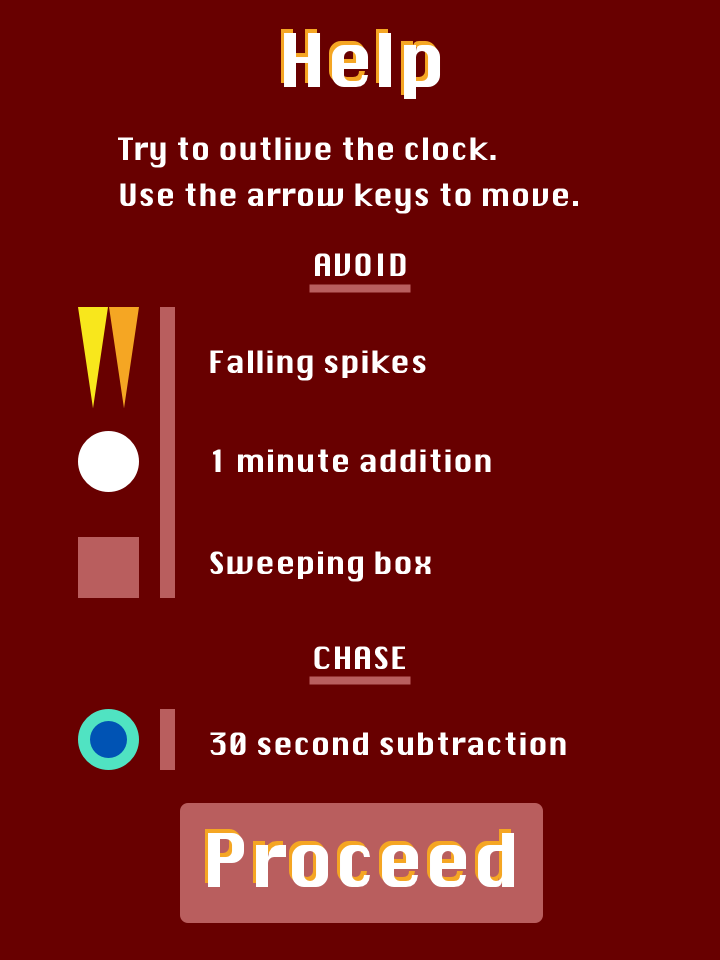 Help
Try to outlive the clock.
Use the arrow keys to move.
AVOID
Falling spikes
1 minute addition
Sweeping box
CHASE
30 second subtraction
Proceed